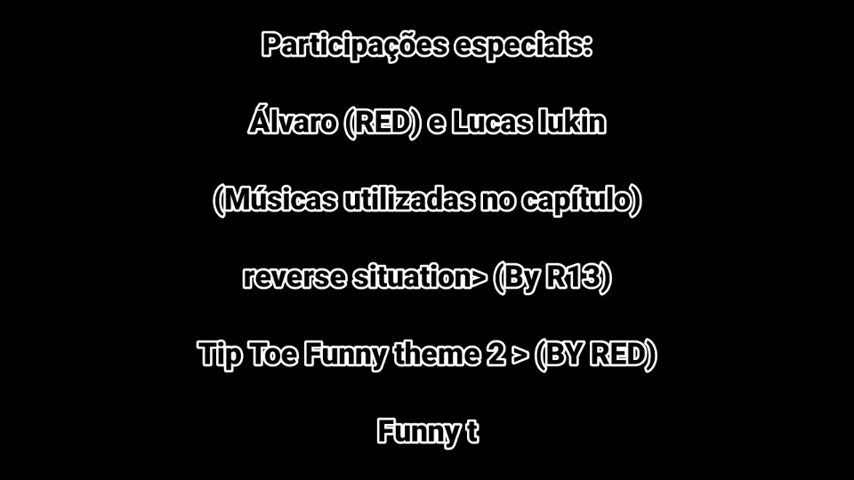 Participações especiais:
Álvaro (RED) e Lucas lukin
(Músicas utilizadas no capítulo)
reverse situation> (By R13)
Tip Toe Funny theme 2 > (BY RED)
Funny t